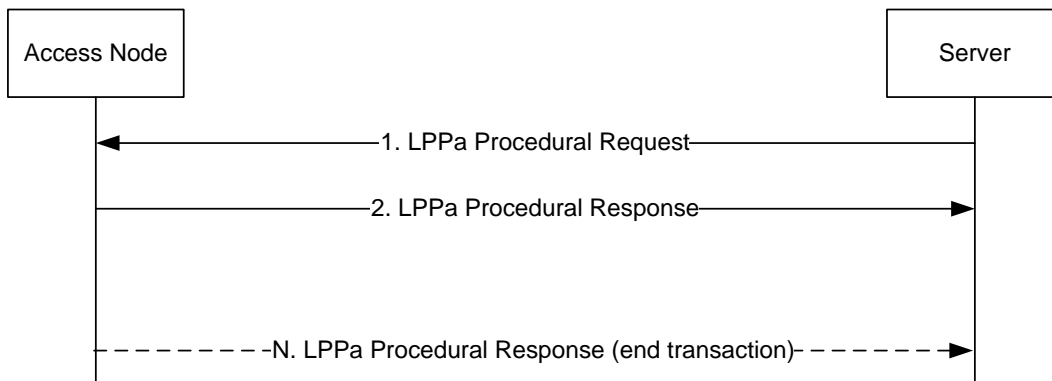 Access Node
Server
1. LPPa Procedural Request
2. LPPa Procedural Response
N. LPPa Procedural Response (end transaction)